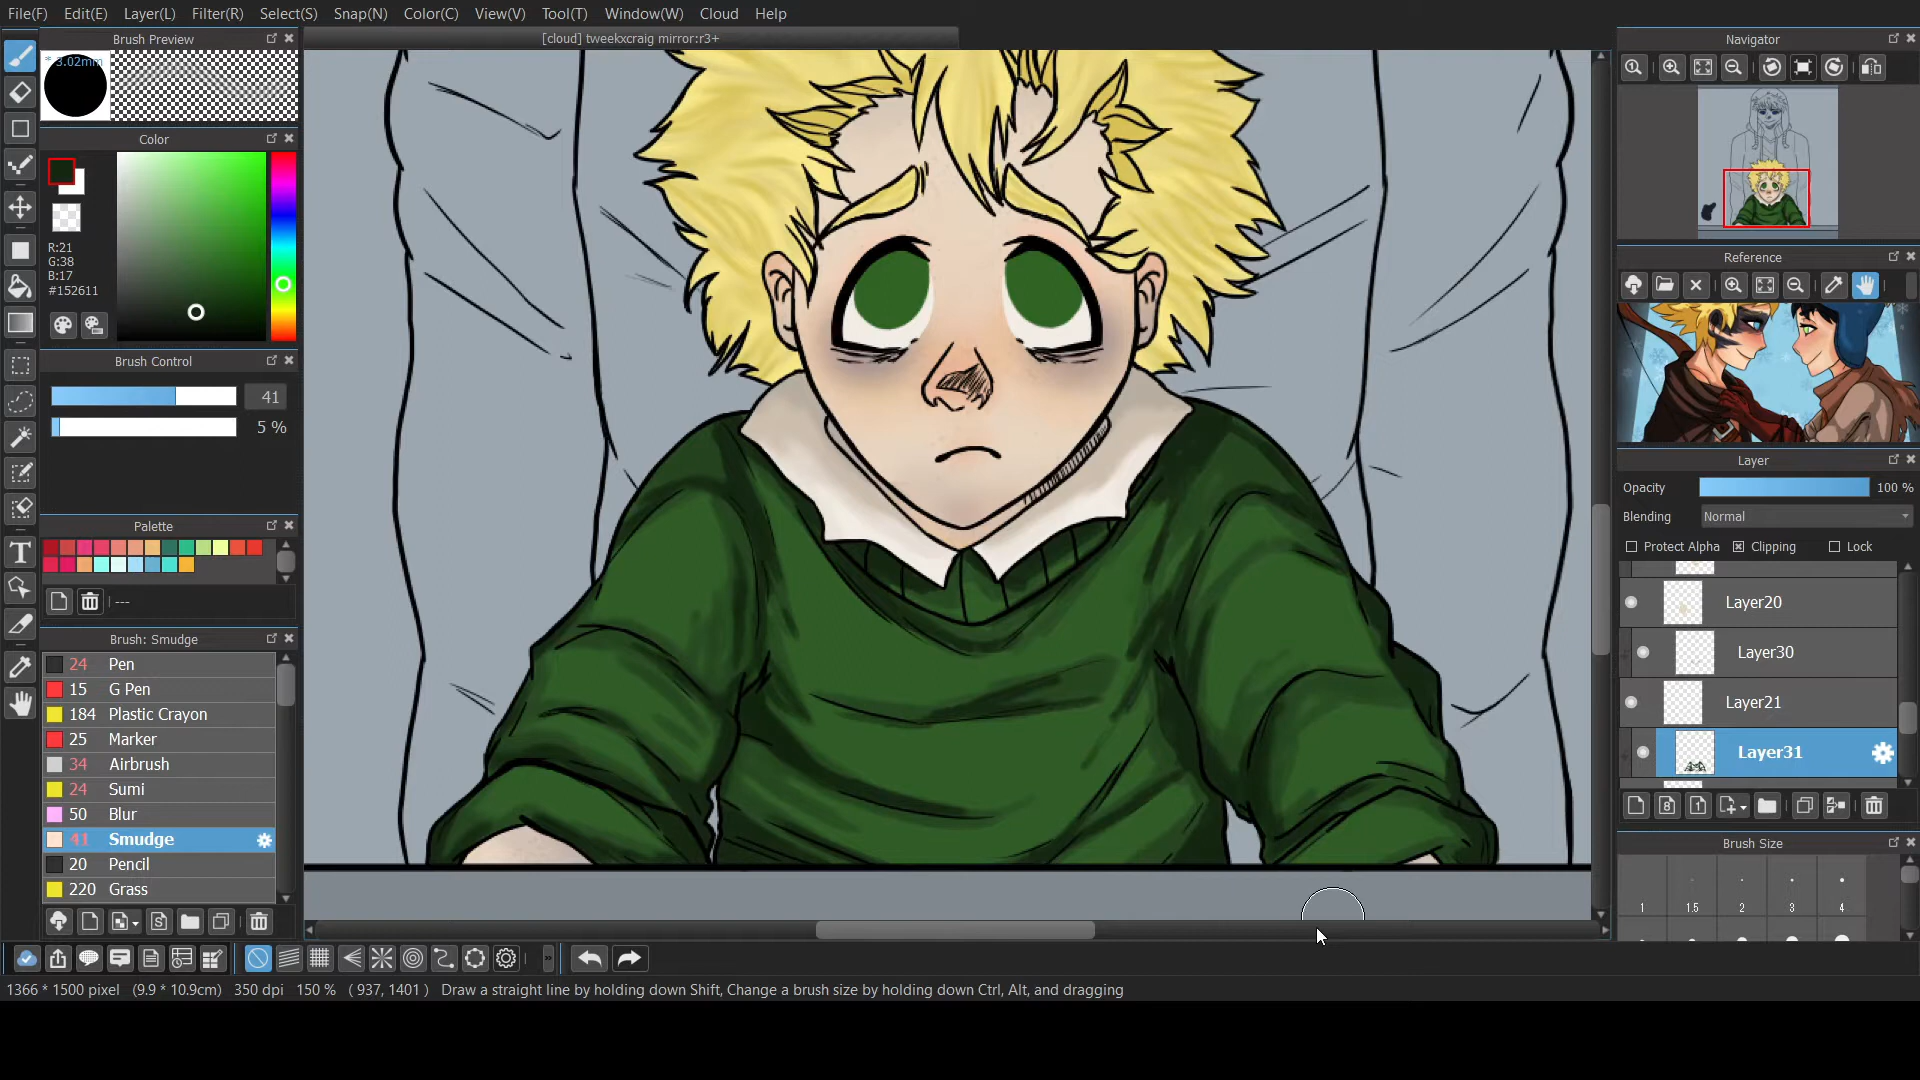 File(F) Edit(E) Layer(L) Filter(R) Select(S) Snap(N) Color(C) View(V) Tool(T) Window(W) Cloud Help
Brush Preview
* 3.02mm
Color
R:21
G:38
B:17
#152611
Brush Control
41
5 %
Palette
---
Brush: Smudge
24 Pen
15 G Pen
184 Plastic Crayon
25 Marker
34 Airbrush
24 Sumi
50 Blur
41 Smudge
20 Pencil
220 Grass
[cloud] tweekxcraig mirror:r3+
Navigator
Reference
Layer
Opacity 100 %
Blending Normal
Protect Alpha Clipping Lock
Layer20
Layer30
Layer21
Layer31
Brush Size
1 1.5 2 3 4
1366 * 1500 pixel (9.9 * 10.9cm) 350 dpi 150 % ( 937, 1401 ) Draw a straight line by holding down Shift, Change a brush size by holding down Ctrl, Alt, and dragging